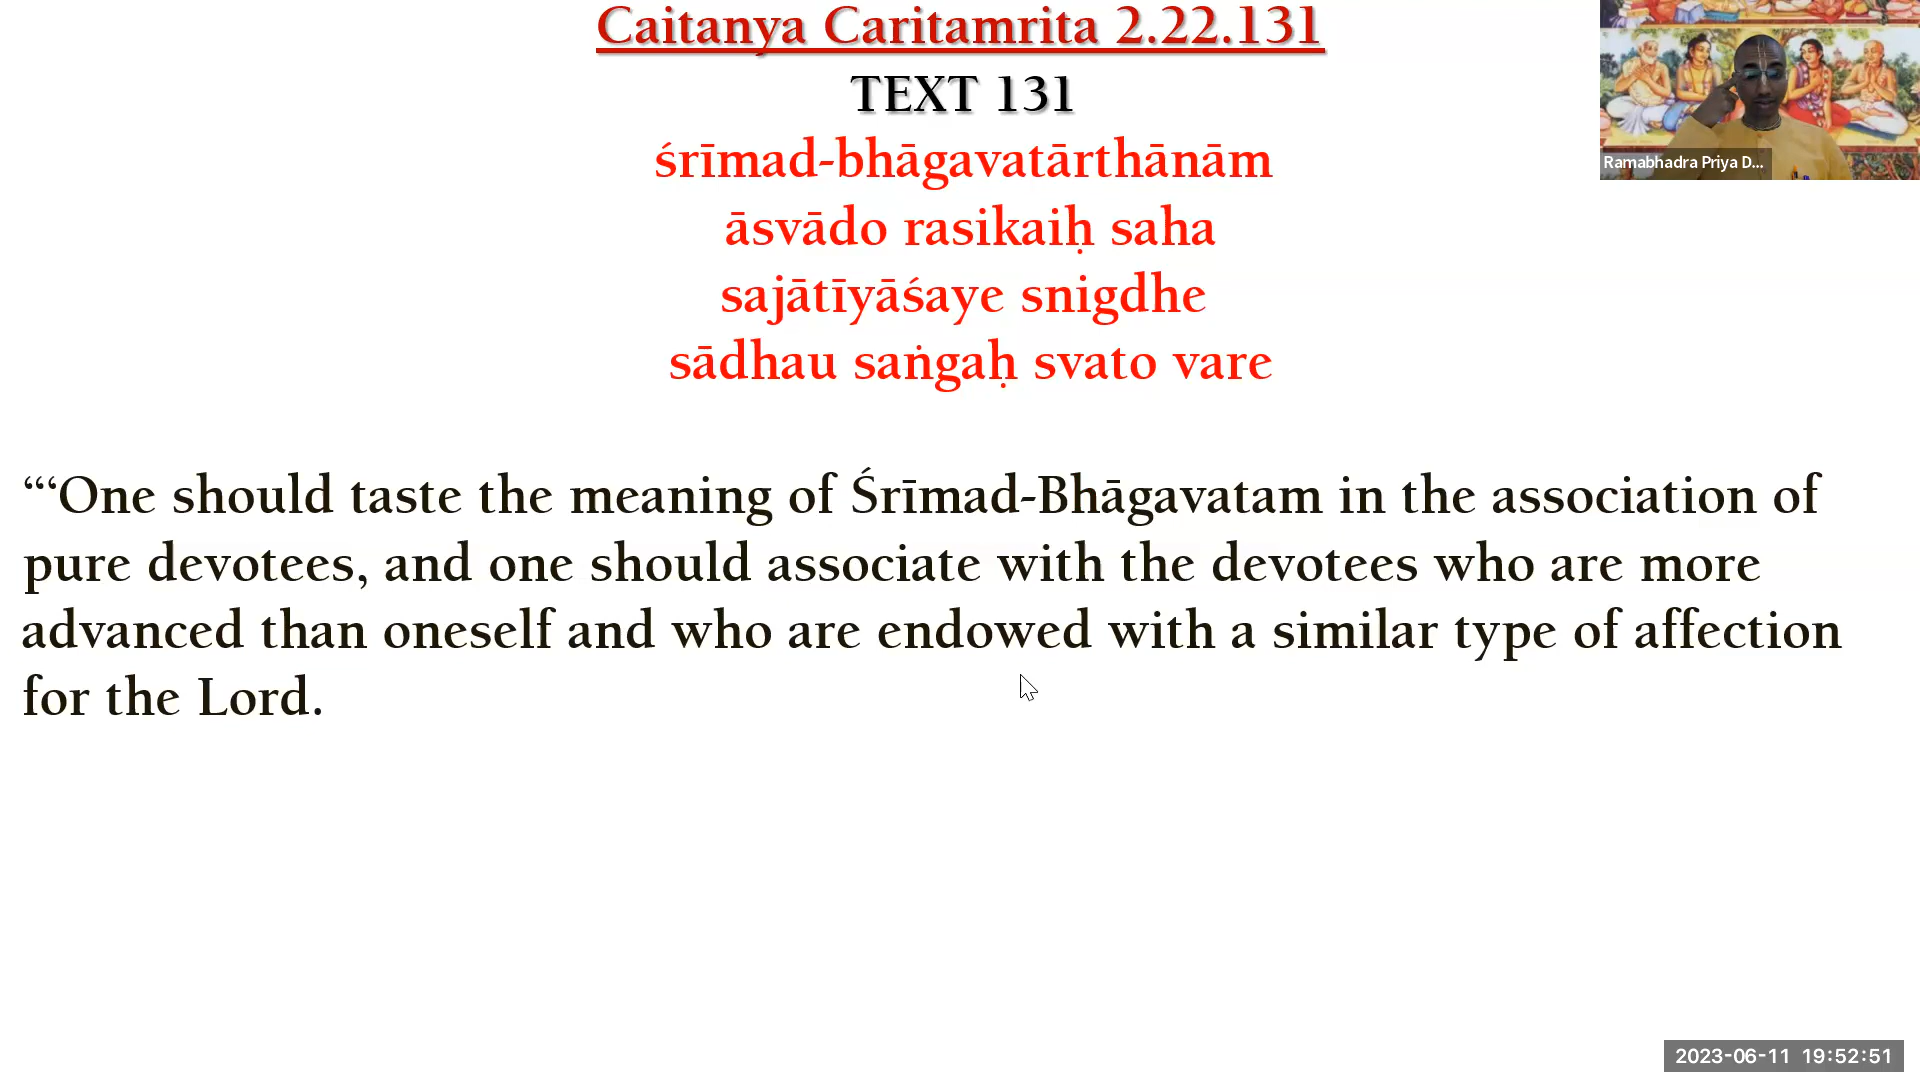 Caitanya Caritamrita 2.22.131
TEXT 131
śrīmad-bhāgavatārthānām
āsvādo rasikaiḥ saha
sajātīyāśaye snigdhe
sādhau saṅgaḥ svato vare
“‘“One should taste the meaning of Śrīmad-Bhāgavatam in the association of
pure devotees, and one should associate with the devotees who are more
advanced than oneself and who are endowed with a similar type of affection
for the Lord.
Ramabhadra Priya D...
2023-06-11 19:52:51